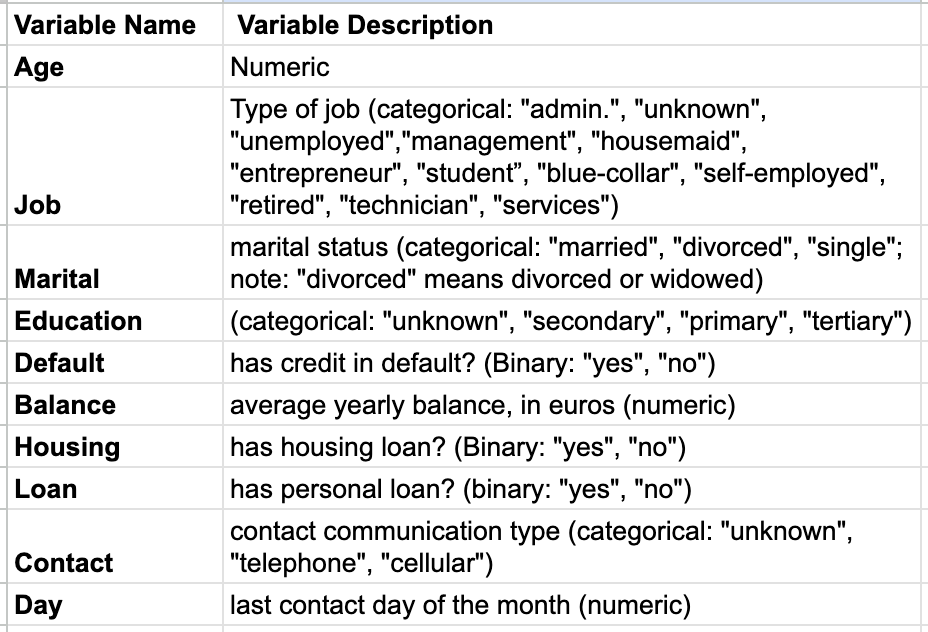 Variable Name Variable Description
Age Numeric
Type of job (categorical: "admin.", "unknown",
"unemployed","management", "housemaid",
"entrepreneur", "student”, "blue-collar", "self-employed",
Job "retired", "technician", "services")
marital status (categorical: "married", "divorced", "single";
Marital note: "divorced" means divorced or widowed)
Education (categorical: "unknown", "secondary", "primary", "tertiary")
Default has credit in default? (Binary: "yes", "no")
Balance average yearly balance, in euros (numeric)
Housing has housing loan? (Binary: "yes", "no")
Loan has personal loan? (binary: "yes", "no")
contact communication type (categorical: "unknown",
Contact "telephone", "cellular")
Day last contact day of the month (numeric)